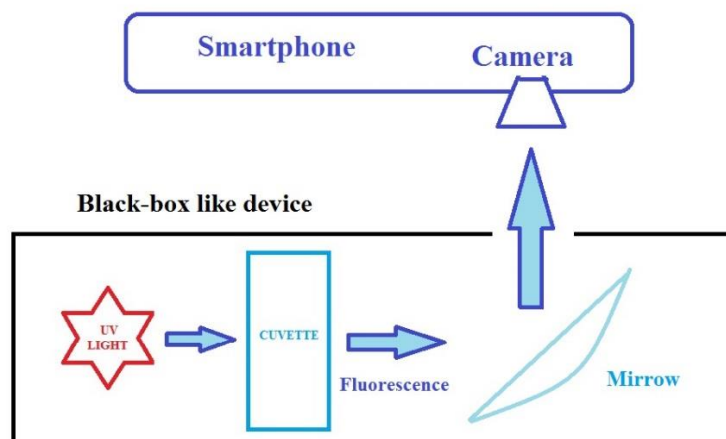 Smartphone
Camera
Black-box like device
UV
LIGHT
CUVETTE
Fluorescence
Mirrow